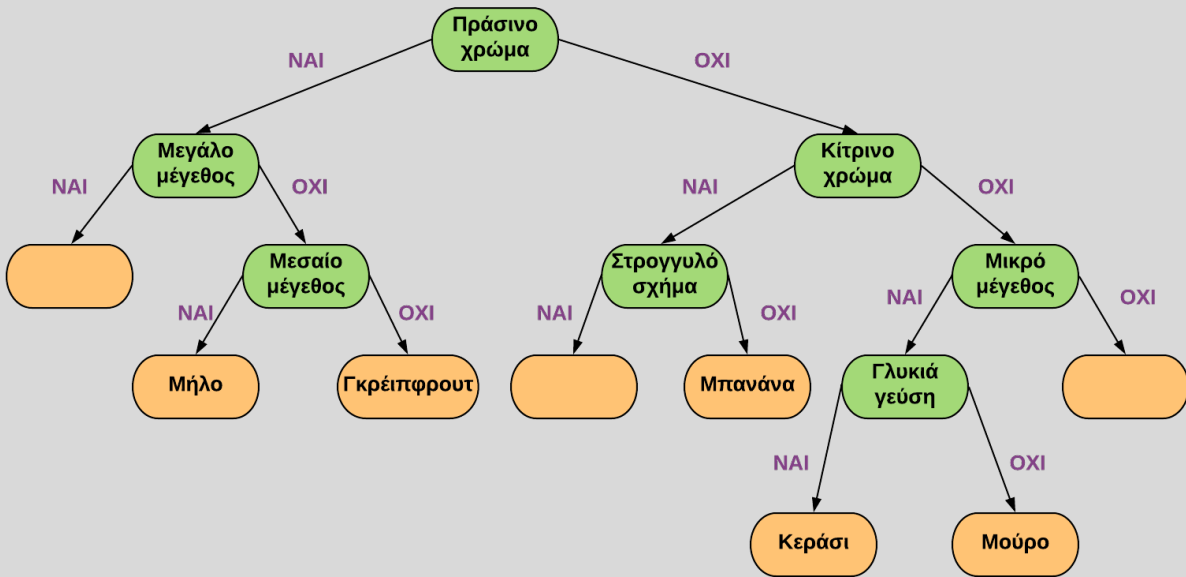 Πράσινο
χρώμα
ΝΑΙ
ΟΧΙ
Μεγάλο
μέγεθος
Κίτρινο
χρώμα
ΝΑΙ
ΟΧΙ
ΝΑΙ
ΟΧΙ
Μεσαίο
μέγεθος
Στρογγυλό
σχήμα
Μικρό
μέγεθος
ΝΑΙ
ΟΧΙ
ΝΑΙ
ΟΧΙ
ΝΑΙ
ΟΧΙ
Μήλο
Γκρέιπφρουτ
Μπανάνα
Γλυκιά
γεύση
ΝΑΙ
ΟΧΙ
Κεράσι
Μούρο